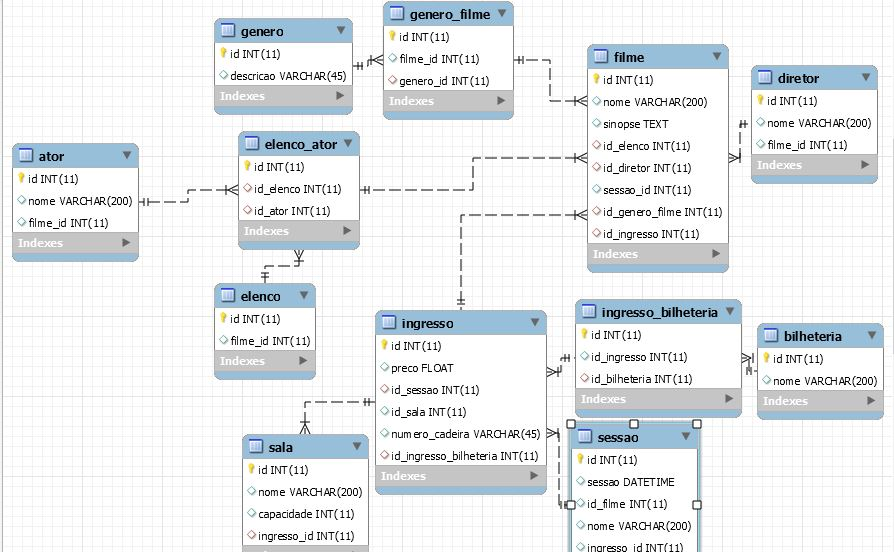 genero
id INT(11)
descricao VARCHAR(45)
Indexes
genero_filme
id INT(11)
filme_id INT(11)
genero_id INT(11)
Indexes
filme
id INT(11)
nome VARCHAR(200)
sinopse TEXT
id_elenco INT(11)
id_diretor INT(11)
sessao_id INT(11)
id_genero_filme INT(11)
id_ingresso INT(11)
Indexes
diretor
id INT(11)
nome VARCHAR(200)
filme_id INT(11)
Indexes
ator
id INT(11)
nome VARCHAR(200)
filme_id INT(11)
Indexes
elenco_ator
id INT(11)
id_elenco INT(11)
id_ator INT(11)
Indexes
elenco
id INT(11)
filme_id INT(11)
Indexes
ingresso
id INT(11)
preco FLOAT
id_sessao INT(11)
id_sala INT(11)
numero_cadeira VARCHAR(45)
id_ingresso_bilheteria INT(11)
Indexes
ingresso_bilheteria
id INT(11)
id_ingresso INT(11)
id_bilheteria INT(11)
Indexes
bilheteria
id INT(11)
nome VARCHAR(200)
Indexes
sala
id INT(11)
nome VARCHAR(200)
capacidade INT(11)
ingresso_id INT(11)
sessao
id INT(11)
sessao DATETIME
id_filme INT(11)
nome VARCHAR(200)
ingresso_id INT(11)